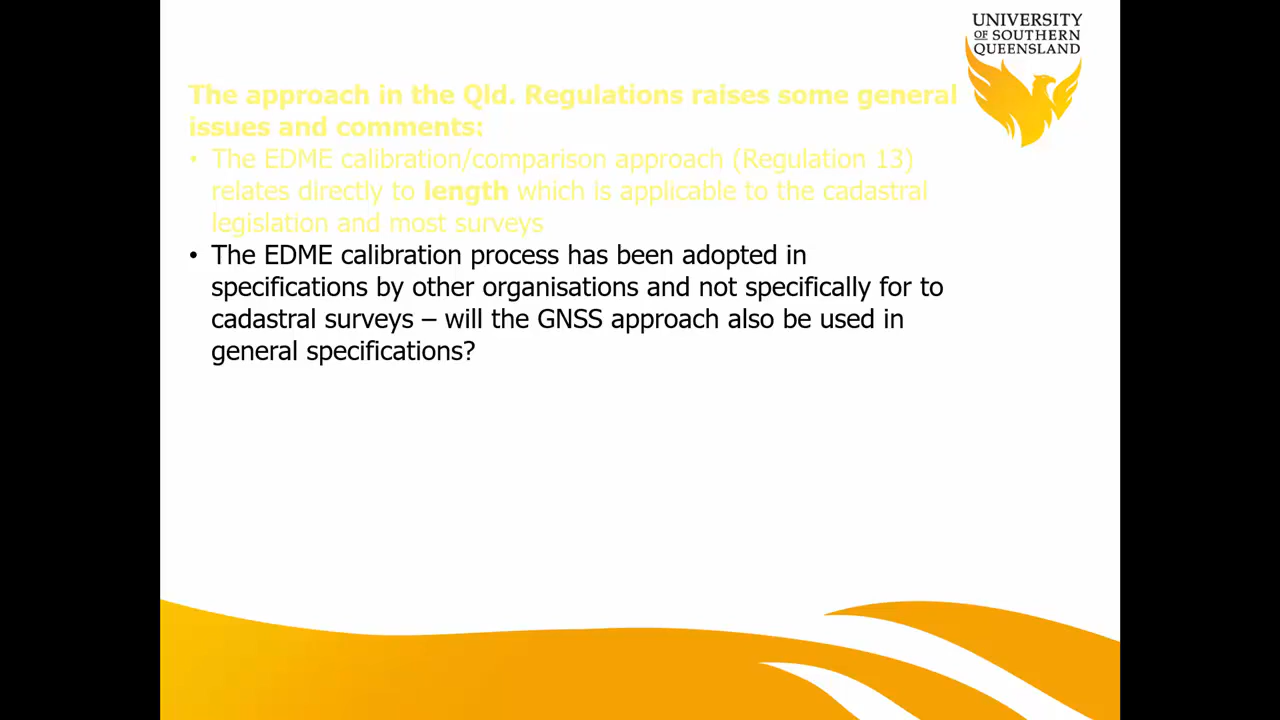 UNIVERSITY
OF SOUTHERN
QUEENSLAND
The approach in the Qld. Regulations raises some general
issues and comments:
• The EDME calibration/comparison approach (Regulation 13)
relates directly to length which is applicable to the cadastral
legislation and most surveys
• The EDME calibration process has been adopted in
specifications by other organisations and not specifically for to
cadastral surveys – will the GNSS approach also be used in
general specifications?